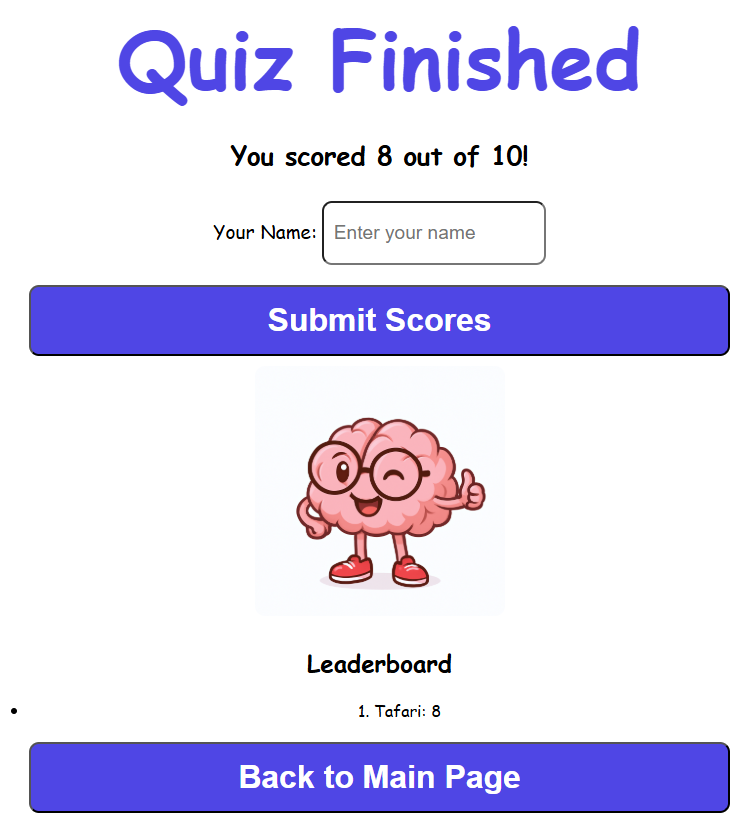 Quiz Finished
You scored 8 out of 10!
Your Name: Enter your name
Submit Scores
Leaderboard
1. Tafari: 8
Back to Main Page